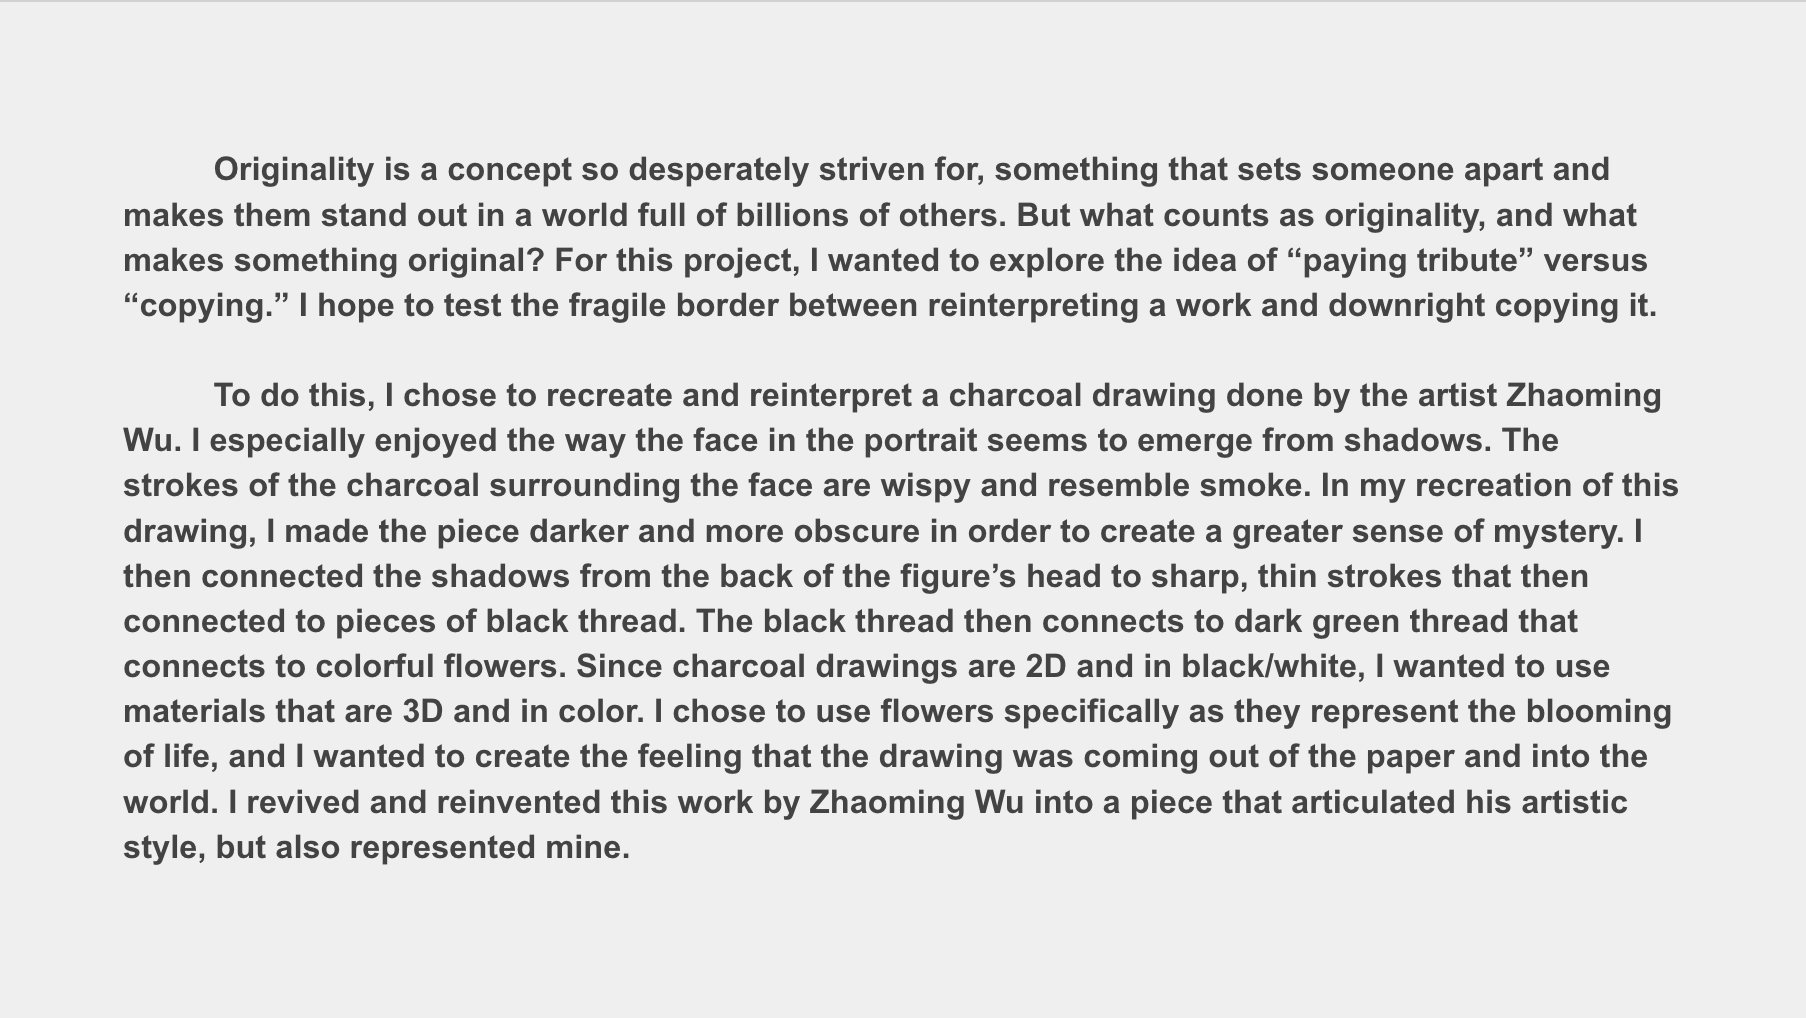 Originality is a concept so desperately striven for, something that sets someone apart and
makes them stand out in a world full of billions of others. But what counts as originality, and what
makes something original? For this project, I wanted to explore the idea of “paying tribute” versus
“copying.” I hope to test the fragile border between reinterpreting a work and downright copying it.
To do this, I chose to recreate and reinterpret a charcoal drawing done by the artist Zhaoming
Wu. I especially enjoyed the way the face in the portrait seems to emerge from shadows. The
strokes of the charcoal surrounding the face are wispy and resemble smoke. In my recreation of this
drawing, I made the piece darker and more obscure in order to create a greater sense of mystery. I
then connected the shadows from the back of the figure’s head to sharp, thin strokes that then
connected to pieces of black thread. The black thread then connects to dark green thread that
connects to colorful flowers. Since charcoal drawings are 2D and in black/white, I wanted to use
materials that are 3D and in color. I chose to use flowers specifically as they represent the blooming
of life, and I wanted to create the feeling that the drawing was coming out of the paper and into the
world. I revived and reinvented this work by Zhaoming Wu into a piece that articulated his artistic
style, but also represented mine.